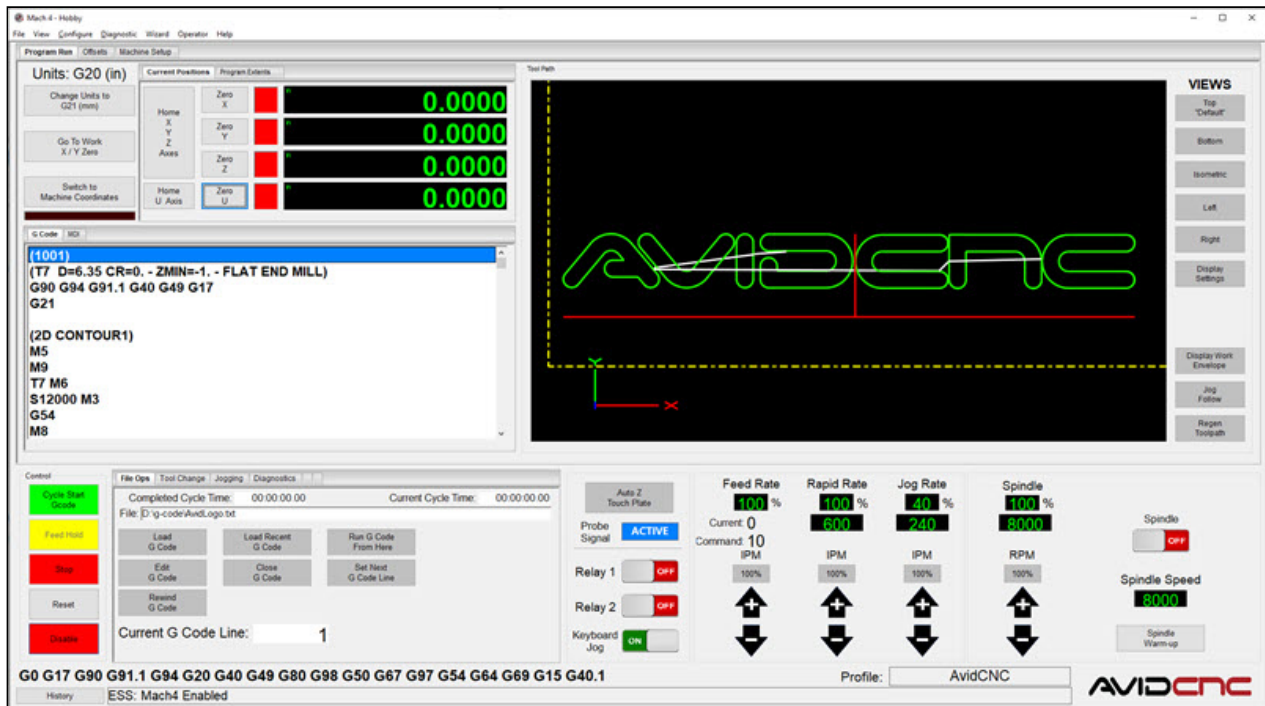 Mach 4 - Hobby
File View Configure Diagnostic Wizard Operator Help
Program Run Offsets Machine Setup
Units: G20 (in)
Change Units to
G21 (mm)
Go To Work
X / Y Zero
Switch to
Machine Coordinates
Current Positions Program Extents
Home
X
Y
Z
Axes
Home
U Axis
Zero
X
0.0000
Zero
Y
0.0000
Zero
Z
0.0000
Zero
U
0.0000
G Code MDI
(1001)
(T7 D=6.35 CR=0. - ZMIN=-1. - FLAT END MILL)
G90 G94 G91.1 G40 G49 G17
G21
(2D CONTOUR1)
M5
M9
T7 M6
S12000 M3
G54
M8
Tool Path
AVIDCNC
Y
X
VIEWS
Top
"Default"
Bottom
Isometric
Left
Right
Display
Settings
Display Work
Envelope
Jog
Follow
Regen
Toolpath
Control
Cycle Start
Gcode
Feed Hold
Stop
Reset
Disable
File Ops Tool Change Jogging Diagnostics
Completed Cycle Time: 00:00:00.00 Current Cycle Time: 00:00:00.00
File: D:\g-code\AvidLogo.txt
Load
G Code
Load Recent
G Code
Run G Code
From Here
Edit
G Code
Close
G Code
Set Next
G Code Line
Rewind
G Code
Current G Code Line: 1
Auto Z
Touch Plate
Probe
Signal
ACTIVE
Relay 1 OFF
Relay 2 OFF
Keyboard
Jog
ON
Feed Rate
100 %
Current: 0
Command: 10
IPM
100%
Rapid Rate
100 %
600
IPM
100%
Jog Rate
40 %
240
IPM
100%
Spindle
100 %
8000
RPM
100%
Spindle
OFF
Spindle Speed
8000
Spindle
Warm-up
G0 G17 G90 G91.1 G94 G20 G40 G49 G80 G98 G50 G67 G97 G54 G64 G69 G15 G40.1
Profile: AvidCNC
History
ESS: Mach4 Enabled
AVIDCNC